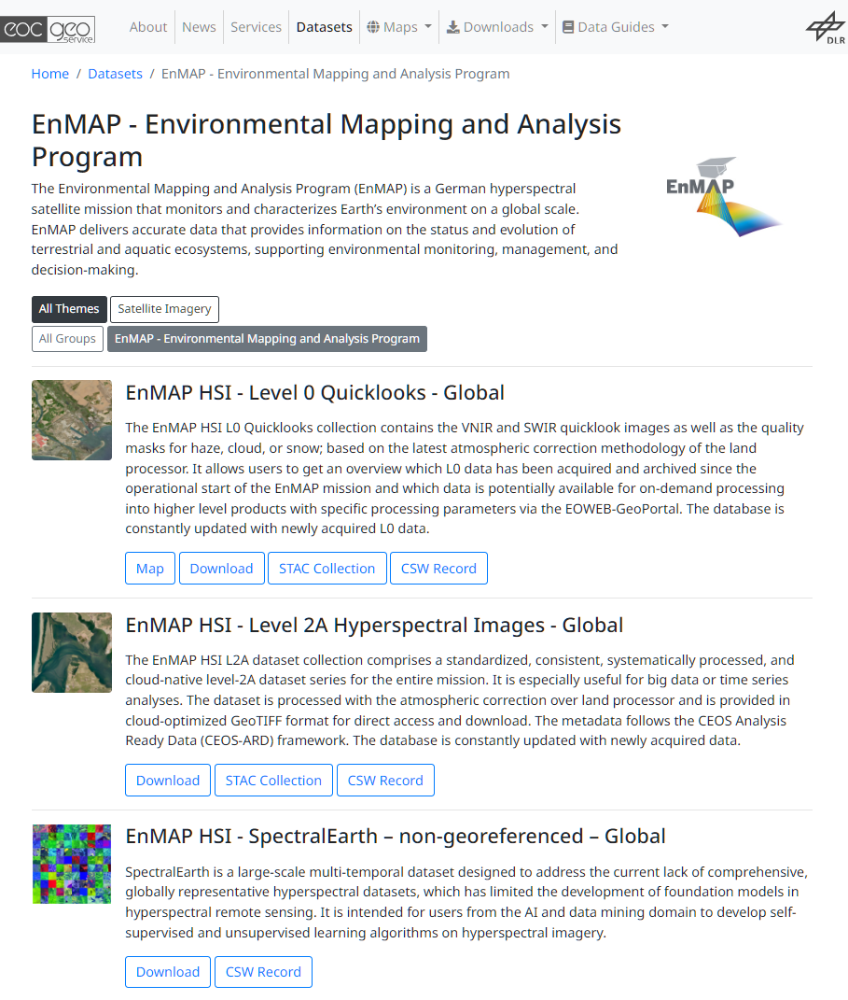 eoc geo service
About News Services Datasets Maps Downloads Data Guides
DLR
Home / Datasets / EnMAP - Environmental Mapping and Analysis Program
EnMAP - Environmental Mapping and Analysis
Program
EnMAP
The Environmental Mapping and Analysis Program (EnMAP) is a German hyperspectral
satellite mission that monitors and characterizes Earth’s environment on a global scale.
EnMAP delivers accurate data that provides information on the status and evolution of
terrestrial and aquatic ecosystems, supporting environmental monitoring, management, and
decision-making.
All Themes Satellite Imagery
All Groups EnMAP - Environmental Mapping and Analysis Program
EnMAP HSI - Level 0 Quicklooks - Global
The EnMAP HSI L0 Quicklooks collection contains the VNIR and SWIR quicklook images as well as the quality
masks for haze, cloud, or snow; based on the latest atmospheric correction methodology of the land
processor. It allows users to get an overview which L0 data has been acquired and archived since the
operational start of the EnMAP mission and which data is potentially available for on-demand processing
into higher level products with specific processing parameters via the EOWEB-GeoPortal. The database is
constantly updated with newly acquired L0 data.
Map Download STAC Collection CSW Record
EnMAP HSI - Level 2A Hyperspectral Images - Global
The EnMAP HSI L2A dataset collection comprises a standardized, consistent, systematically processed, and
cloud-native level-2A dataset series for the entire mission. It is especially useful for big data or time series
analyses. The dataset is processed with the atmospheric correction over land processor and is provided in
cloud-optimized GeoTIFF format for direct access and download. The metadata follows the CEOS Analysis
Ready Data (CEOS-ARD) framework. The database is constantly updated with newly acquired data.
Download STAC Collection CSW Record
EnMAP HSI - SpectralEarth – non-georeferenced – Global
SpectralEarth is a large-scale multi-temporal dataset designed to address the current lack of comprehensive,
globally representative hyperspectral datasets, which has limited the development of foundation models in
hyperspectral remote sensing. It is intended for users from the AI and data mining domain to develop self-
supervised and unsupervised learning algorithms on hyperspectral imagery.
Download CSW Record